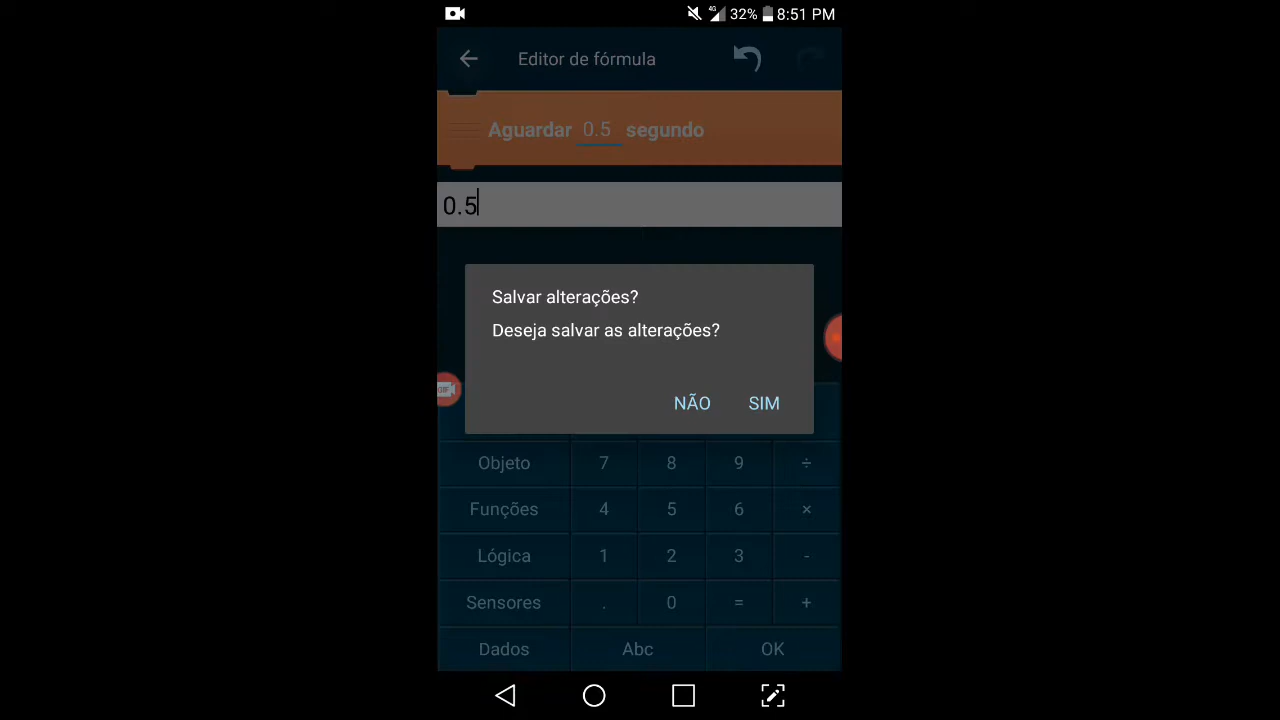 4G 32% 8:51 PM
Editor de fórmula
Aguardar 0.5 segundo
0.5
Salvar alterações?
Deseja salvar as alterações?
GIF
NÃO SIM
Objeto 7 8 9 ÷
Funções 4 5 6 ×
Lógica 1 2 3 -
Sensores . 0 = +
Dados Abc OK